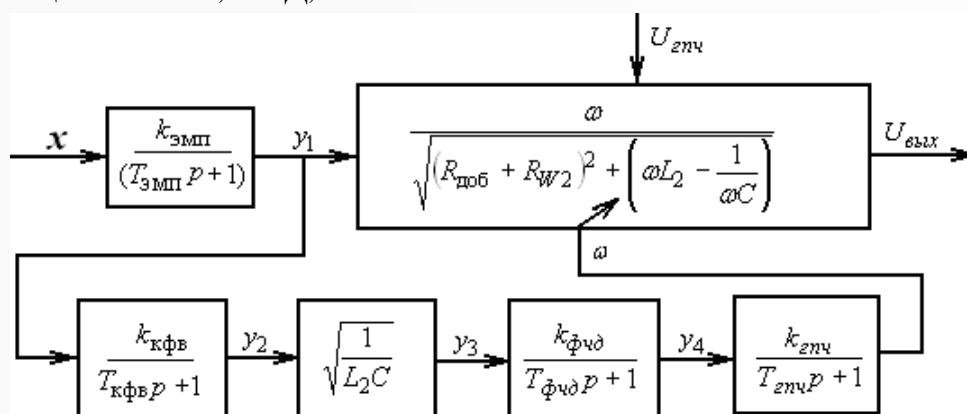 U_гпч
x
k_эмп / (T_эмп p + 1)
y_1
ω / √((R_доб + R_W2)^2 + (ωL_2 − 1/(ωC)))
U_вых
ω
k_кфв / (T_кфв p + 1)
y_2
√(1/(L_2 C))
y_3
k_фчд / (T_фчд p + 1)
y_4
k_гпч / (T_гпч p + 1)